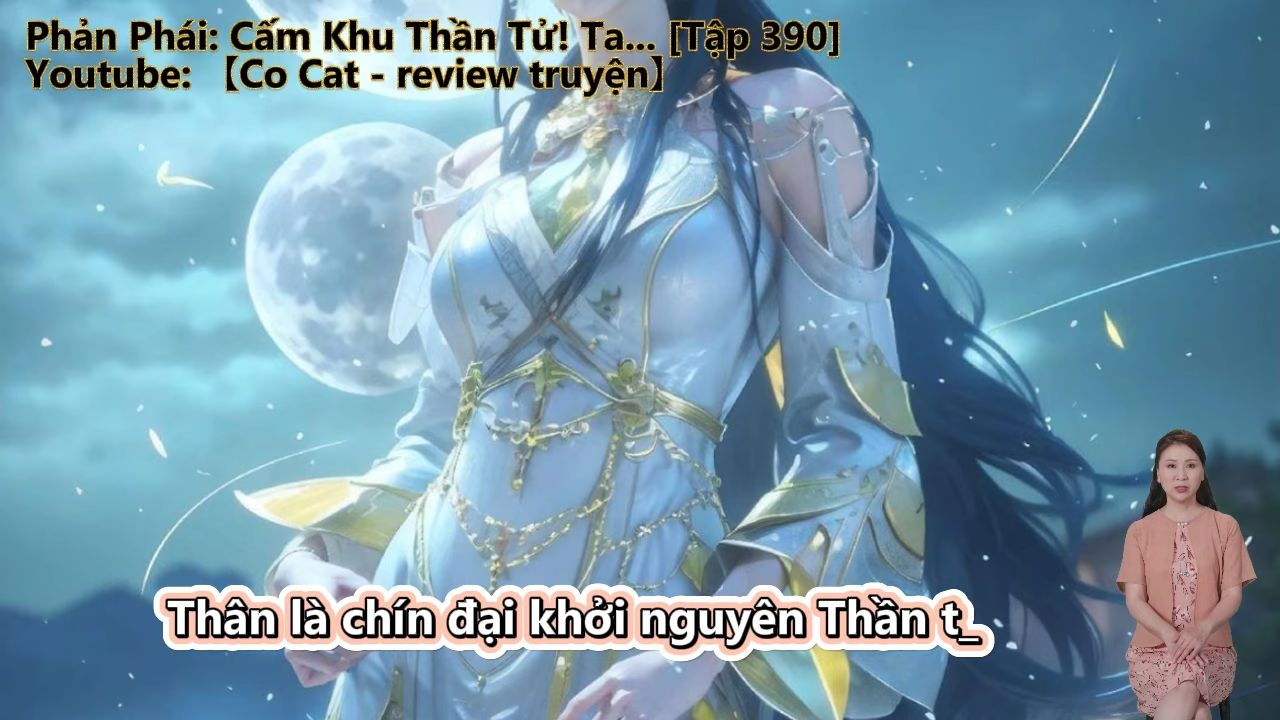 Phản Phái: Cấm Khu Thần Tử! Ta... [Tập 390]
Youtube: 【Co Cat - review truyện】
Thân là chín đại khởi nguyên Thần t_